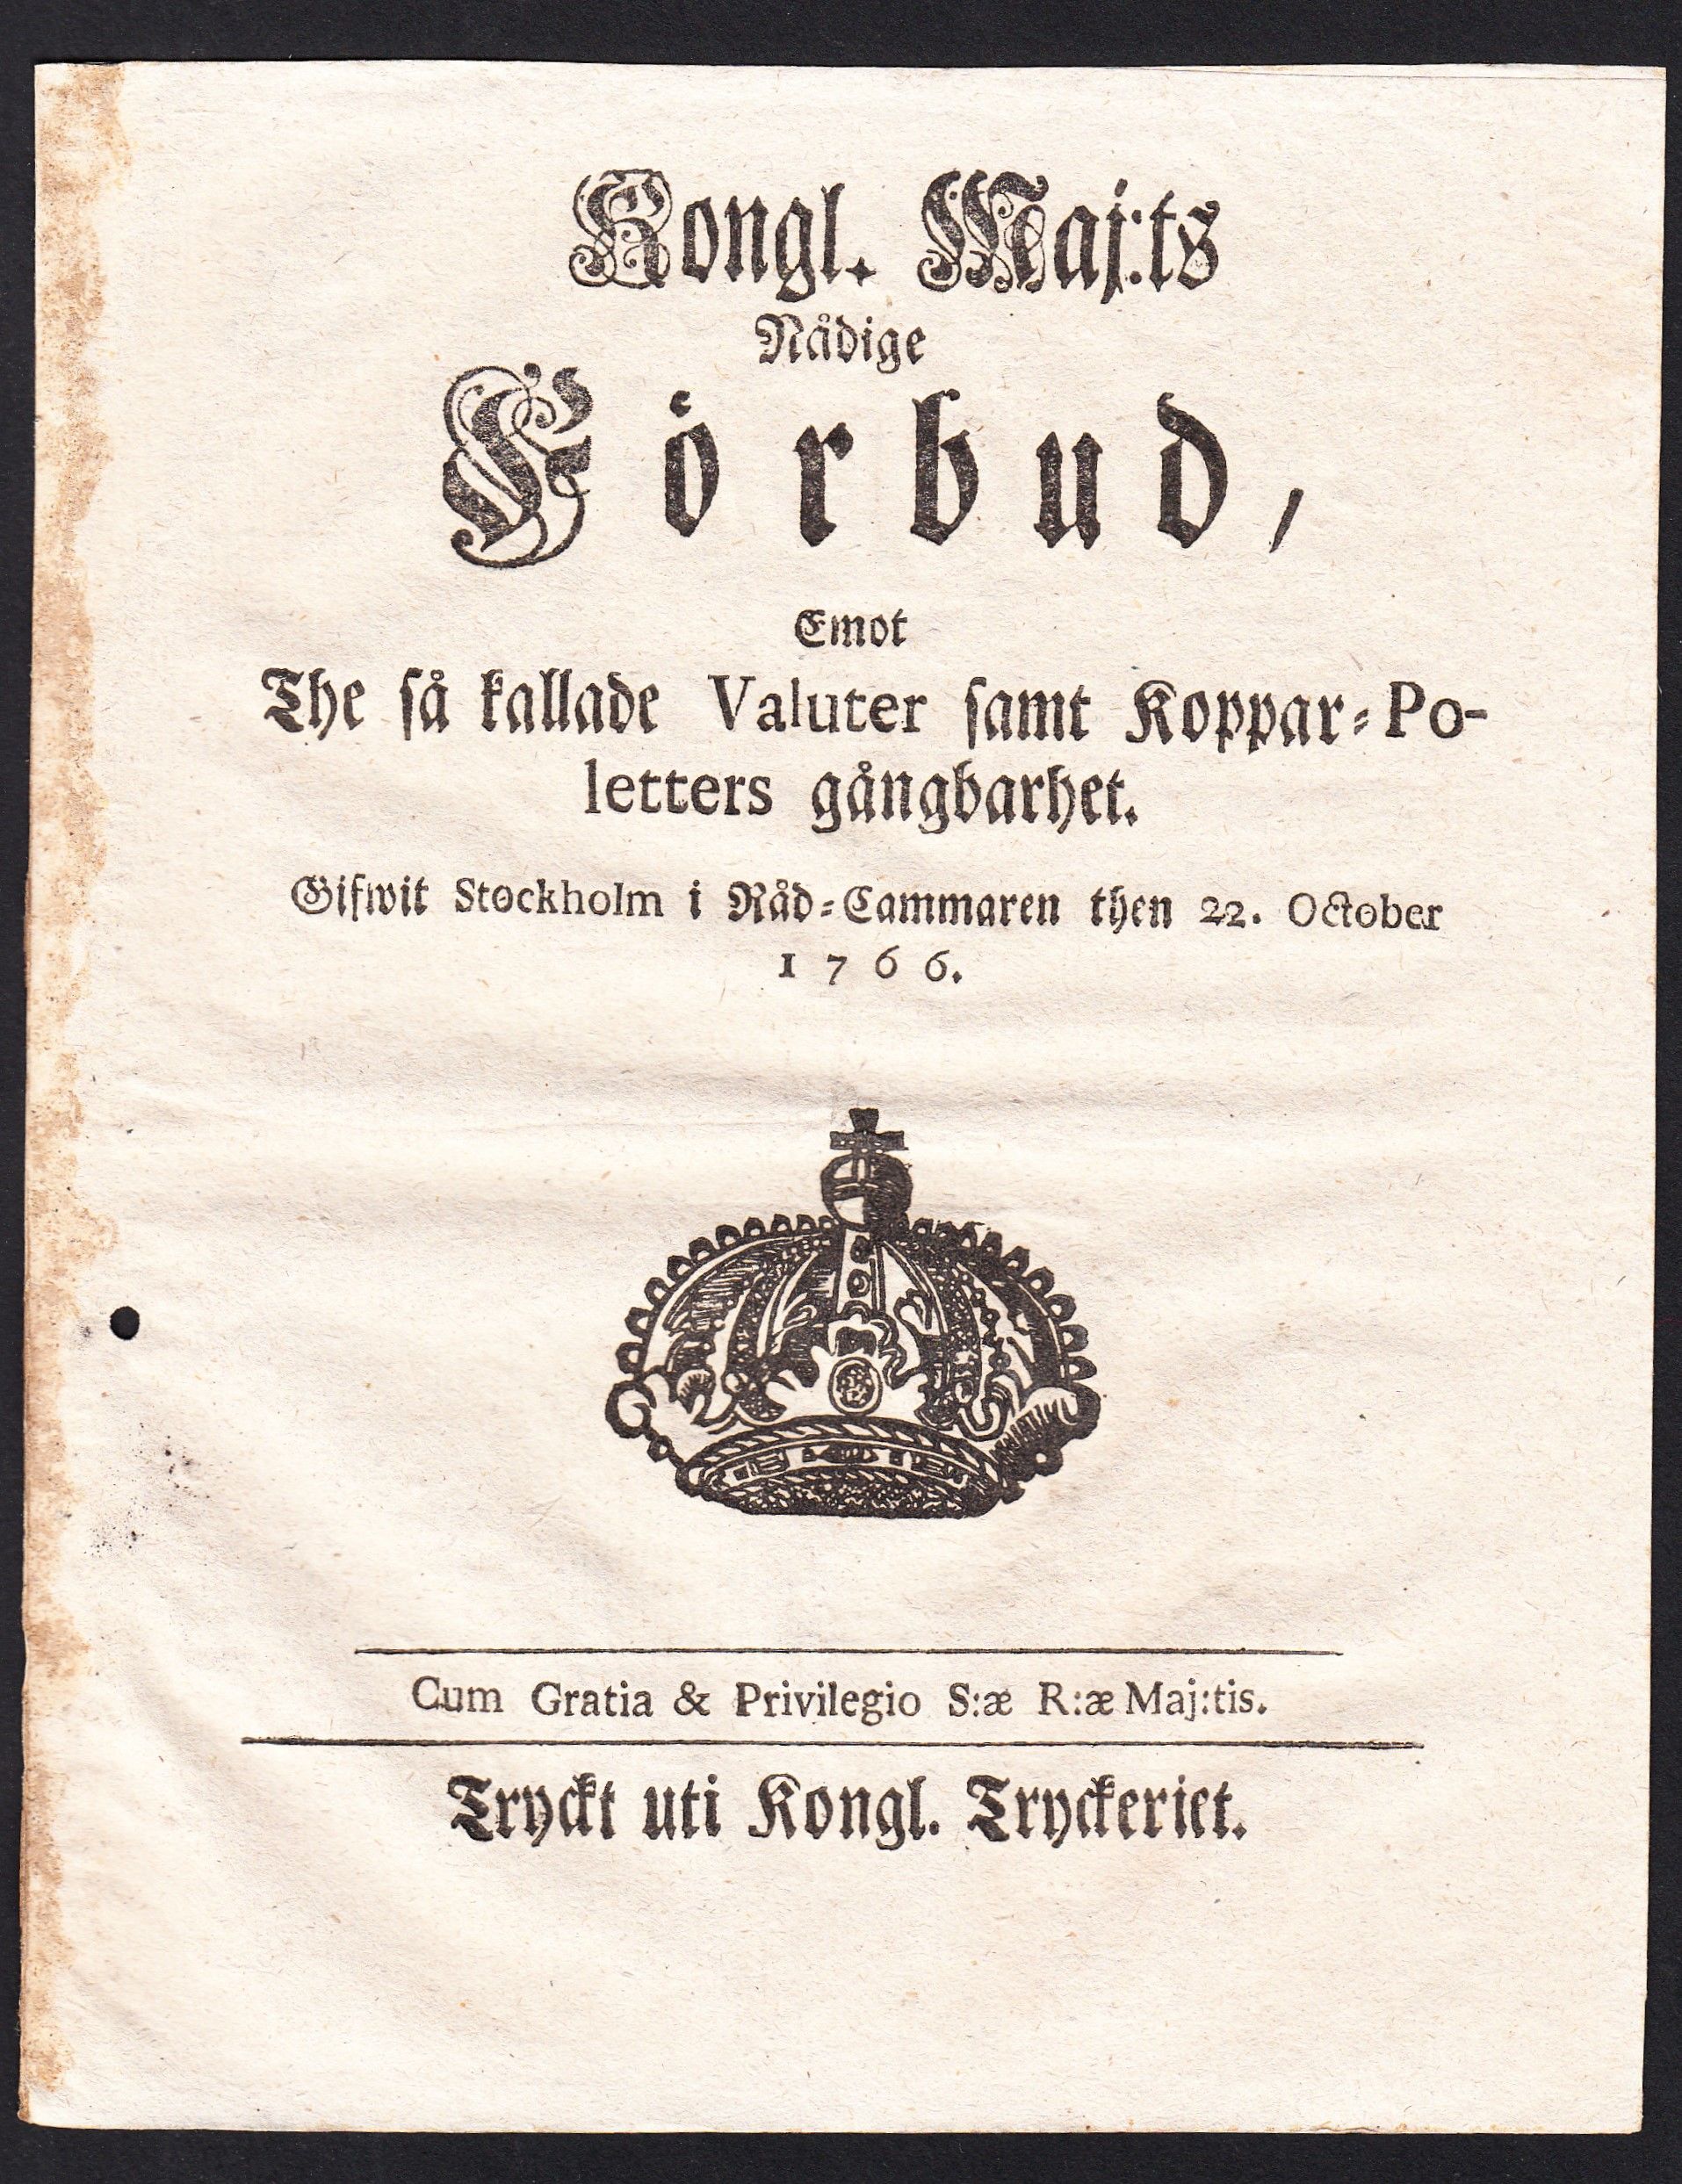 Kongl. Maj:ts
Nådige
Förbud,
Emot
The så kallade Valuter samt Koppar-Po-
letters gångbarhet.
Gifwit Stockholm i Råd-Cammaren then 22. October
1766.
Cum Gratia & Privilegio S:æ R:æ Maj:tis.
Tryckt uti Kongl. Tryckeriet.